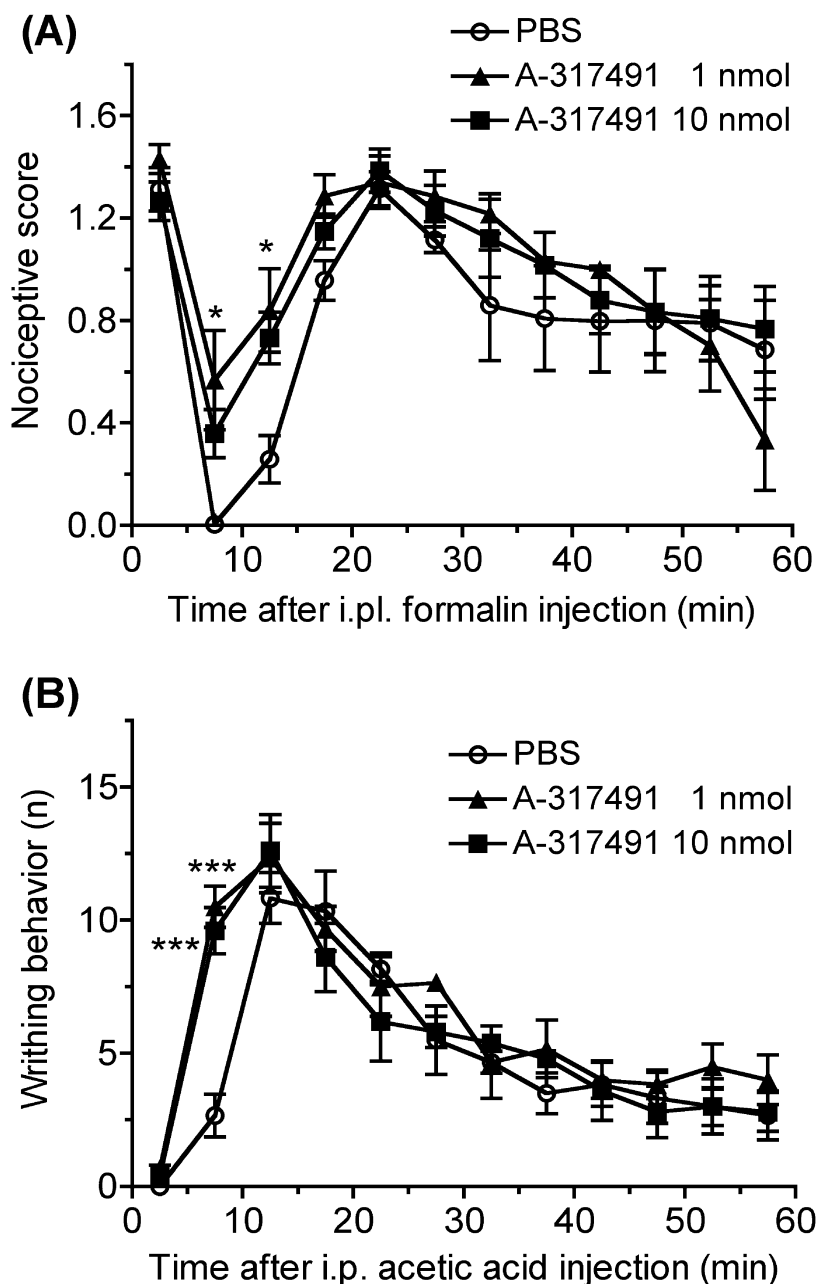 (A)
PBS
A-317491 1 nmol
A-317491 10 nmol
Nociceptive score
1.6
1.2
0.8
0.4
0.0
*
*
0 10 20 30 40 50 60
Time after i.pl. formalin injection (min)
(B)
PBS
A-317491 1 nmol
A-317491 10 nmol
Writhing behavior (n)
15
10
5
0
***
***
0 10 20 30 40 50 60
Time after i.p. acetic acid injection (min)